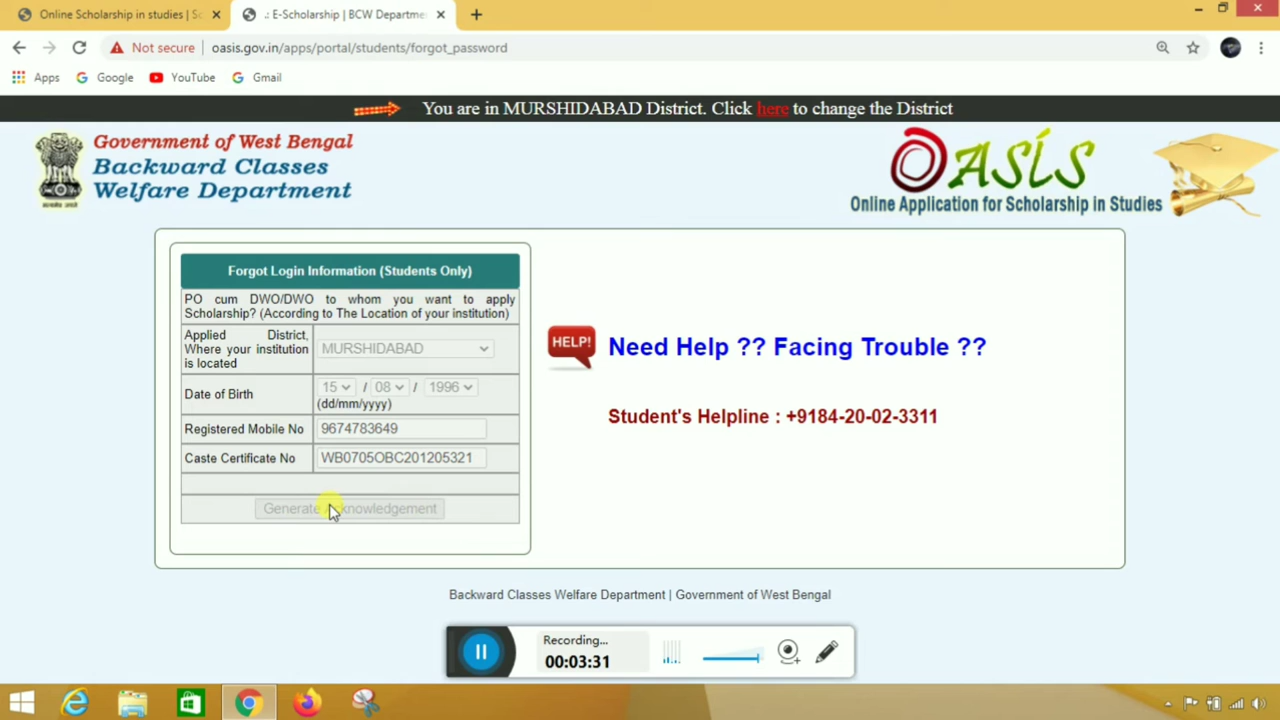 Online Scholarship in studies | Sc
.: E-Scholarship | BCW Departme
Not secure
oasis.gov.in/apps/portal/students/forgot_password
Apps
Google
YouTube
Gmail
You are in MURSHIDABAD District. Click here to change the District
Government of West Bengal
Backward Classes
Welfare Department
OASIS
Online Application for Scholarship in Studies
Forgot Login Information (Students Only)
PO cum DWO/DWO to whom you want to apply
Scholarship? (According to The Location of your institution)
Applied District,
Where your institution
is located
MURSHIDABAD
Date of Birth
15 / 08 / 1996
(dd/mm/yyyy)
Registered Mobile No
9674783649
Caste Certificate No
WB0705OBC201205321
Generate Acknowledgement
HELP!
Need Help ?? Facing Trouble ??
Student's Helpline : +9184-20-02-3311
Backward Classes Welfare Department | Government of West Bengal
Recording...
00:03:31